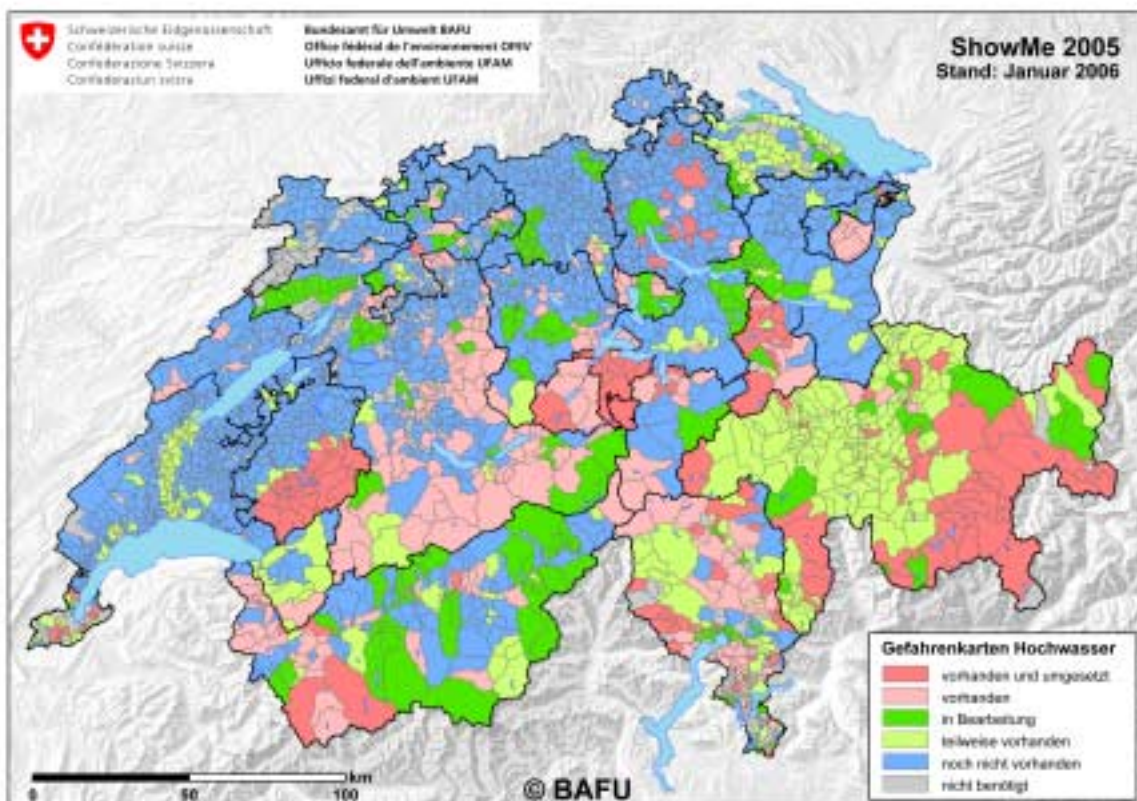 Schweizerische Eidgenossenschaft
Confédération suisse
Confederazione Svizzera
Confederaziun svizra
Bundesamt für Umwelt BAFU
Office fédéral de l'environnement OFEV
Ufficio federale dell'ambiente UFAM
Uffizi federal d'ambient UFAM
ShowMe 2005
Stand: Januar 2006
Gefahrenkarten Hochwasser
vorhanden und umgesetzt
vorhanden
in Bearbeitung
teilweise vorhanden
noch nicht vorhanden
nicht benötigt
km
0 50 100
© BAFU